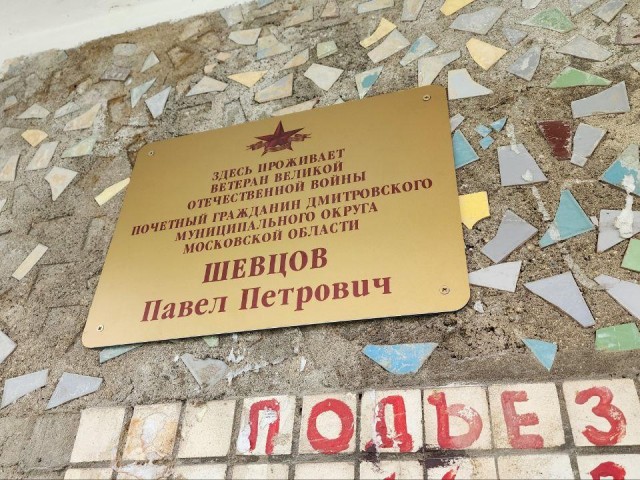 ЗДЕСЬ ПРОЖИВАЕТ
ВЕТЕРАН ВЕЛИКОЙ
ОТЕЧЕСТВЕННОЙ ВОЙНЫ
ПОЧЕТНЫЙ ГРАЖДАНИН ДМИТРОВСКОГО
МУНИЦИПАЛЬНОГО ОКРУГА
МОСКОВСКОЙ ОБЛАСТИ
ШЕВЦОВ
Павел Петрович
ПОДЪЕЗ